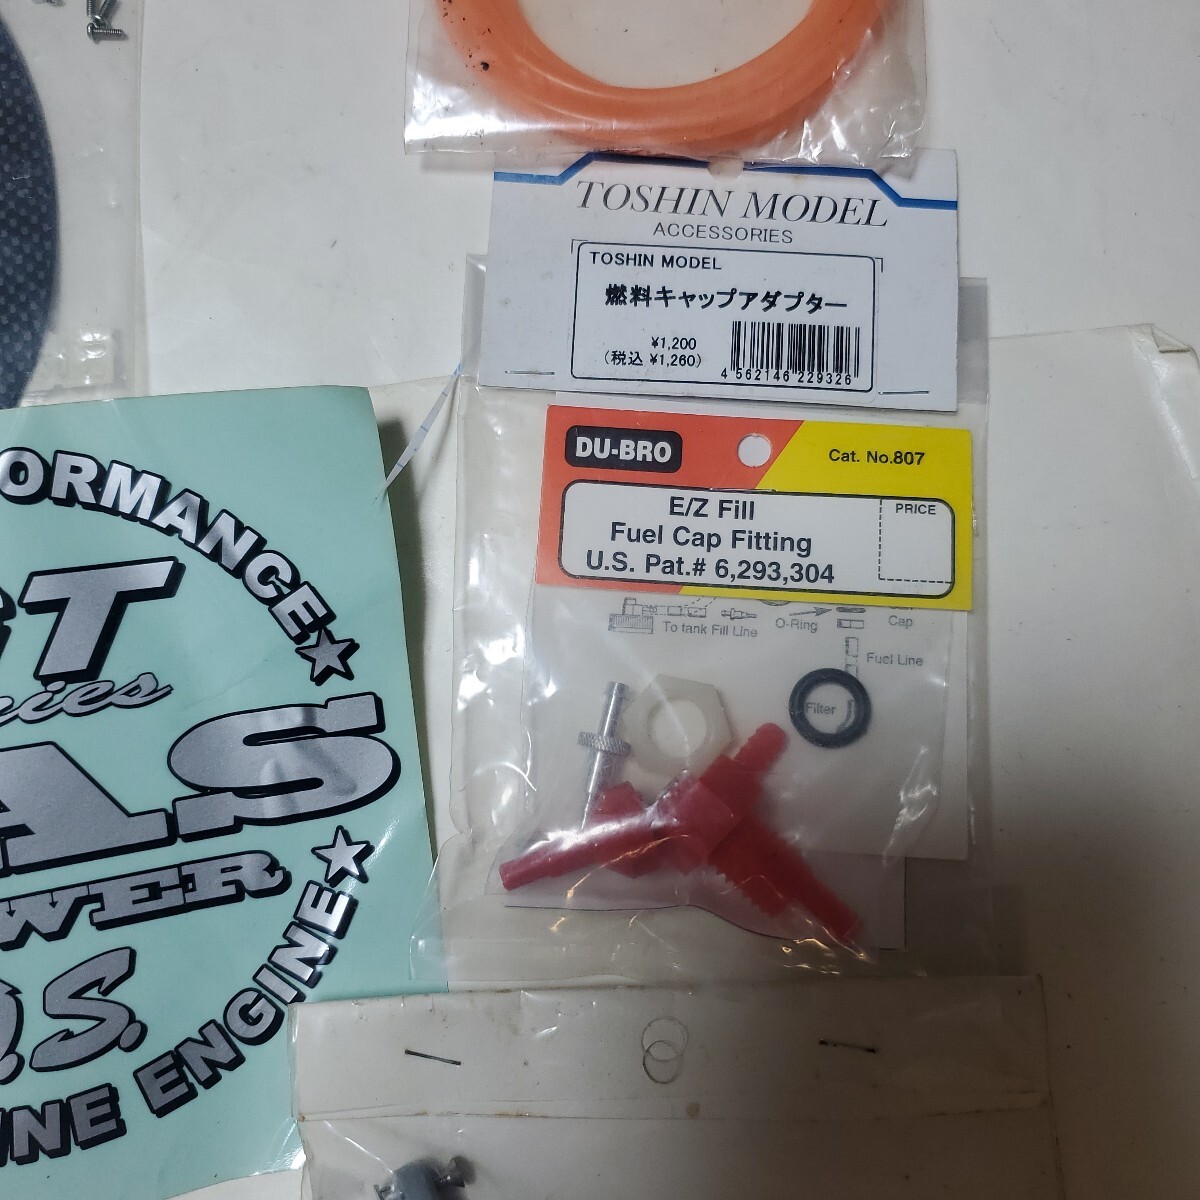 TOSHIN MODEL
ACCESSORIES
TOSHIN MODEL
燃料キャップアダプター
¥1,200
(税込 ¥1,260)
4 562146 229326
DU-BRO
Cat. No.807
E/Z Fill
Fuel Cap Fitting
U.S. Pat.# 6,293,304
PRICE
To tank Fill Line
O-Ring
Cap
Fuel Line
Filter
ORMANCE★
T
ies
AS
WER
O.S.
NE ENGINE★